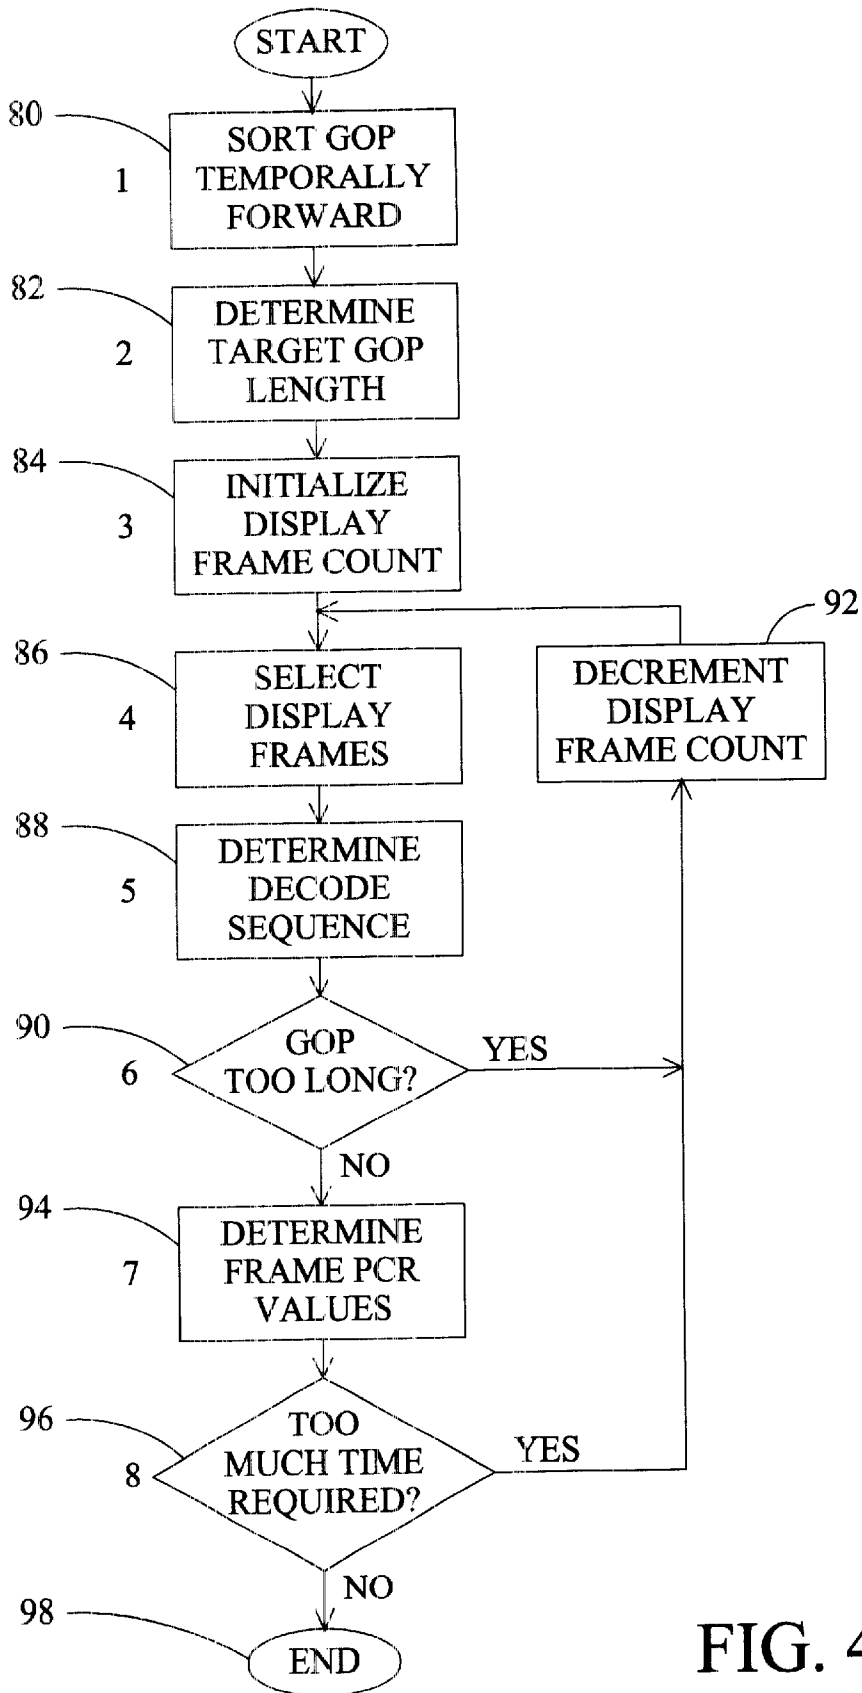 START
80
1
SORT GOP
TEMPORALLY
FORWARD
82
2
DETERMINE
TARGET GOP
LENGTH
84
3
INITIALIZE
DISPLAY
FRAME COUNT
92
DECREMENT
DISPLAY
FRAME COUNT
86
4
SELECT
DISPLAY
FRAMES
88
5
DETERMINE
DECODE
SEQUENCE
90
6
GOP
TOO LONG?
YES
NO
94
7
DETERMINE
FRAME PCR
VALUES
96
8
TOO
MUCH TIME
REQUIRED?
YES
NO
98
END
FIG. 4